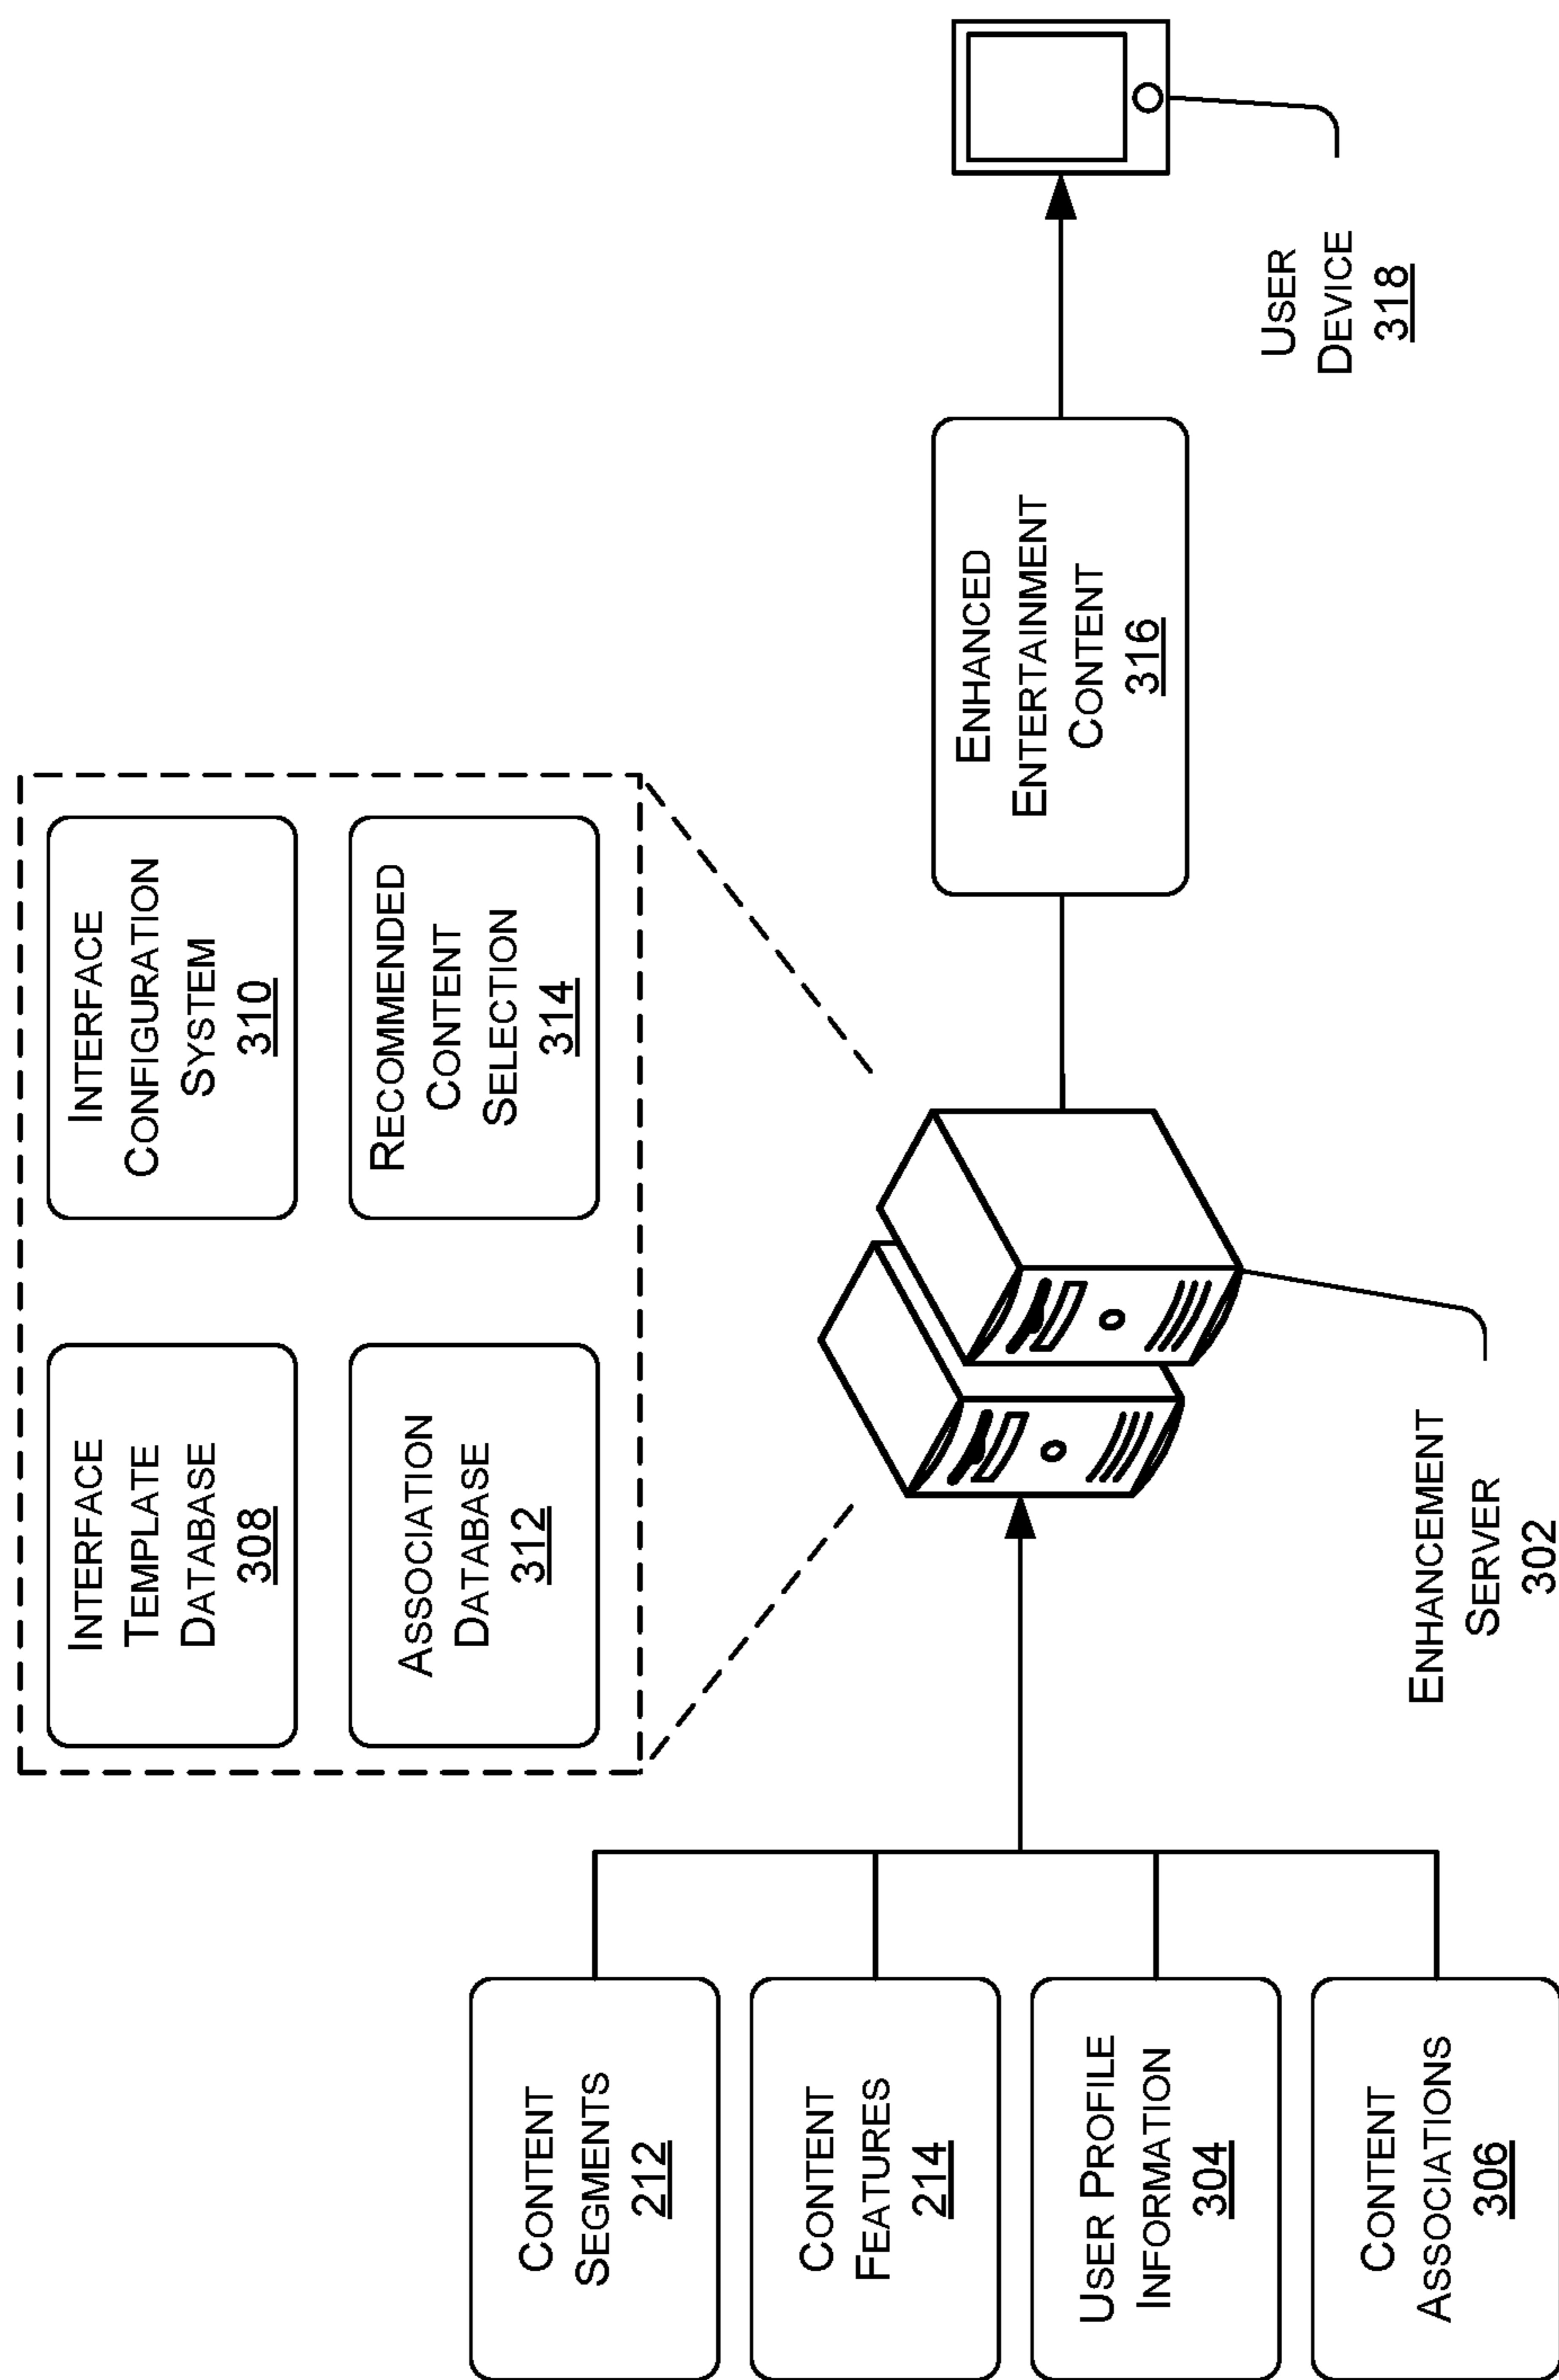 INTERFACE
TEMPLATE
DATABASE
308
INTERFACE
CONFIGURATION
SYSTEM
310
ASSOCIATION
DATABASE
312
RECOMMENDED
CONTENT
SELECTION
314
CONTENT
SEGMENTS
212
CONTENT
FEATURES
214
USER PROFILE
INFORMATION
304
CONTENT
ASSOCIATIONS
306
ENHANCEMENT
SERVER
302
ENHANCED
ENTERTAINMENT
CONTENT
316
USER
DEVICE
318